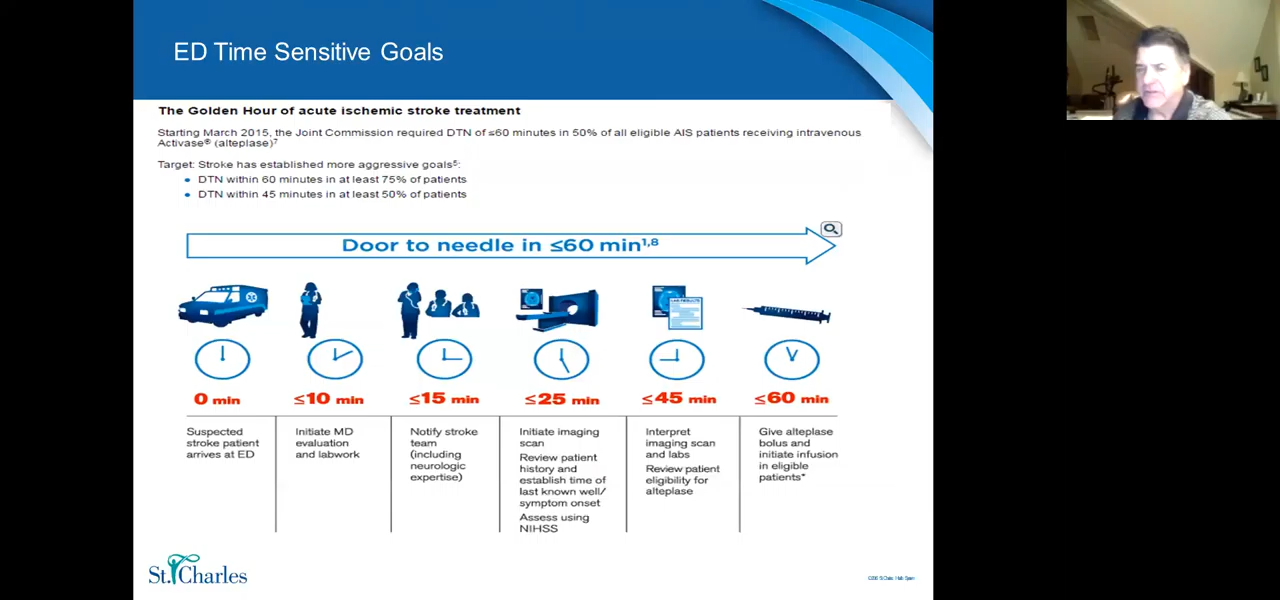 ED Time Sensitive Goals
The Golden Hour of acute ischemic stroke treatment
Starting March 2015, the Joint Commission required DTN of ≤60 minutes in 50% of all eligible AIS patients receiving intravenous
Activase® (alteplase)⁷
Target: Stroke has established more aggressive goals⁵:
• DTN within 60 minutes in at least 75% of patients
• DTN within 45 minutes in at least 50% of patients
Door to needle in ≤60 min¹,⁸
LAB RESULTS
0 min
≤10 min
≤15 min
≤25 min
≤45 min
≤60 min
Suspected
stroke patient
arrives at ED
Initiate MD
evaluation
and labwork
Notify stroke
team
(including
neurologic
expertise)
Initiate imaging
scan
Review patient
history and
establish time of
last known well/
symptom onset
Assess using
NIHSS
Interpret
imaging scan
and labs
Review patient
eligibility for
alteplase
Give alteplase
bolus and
initiate infusion
in eligible
patients*
St. Charles